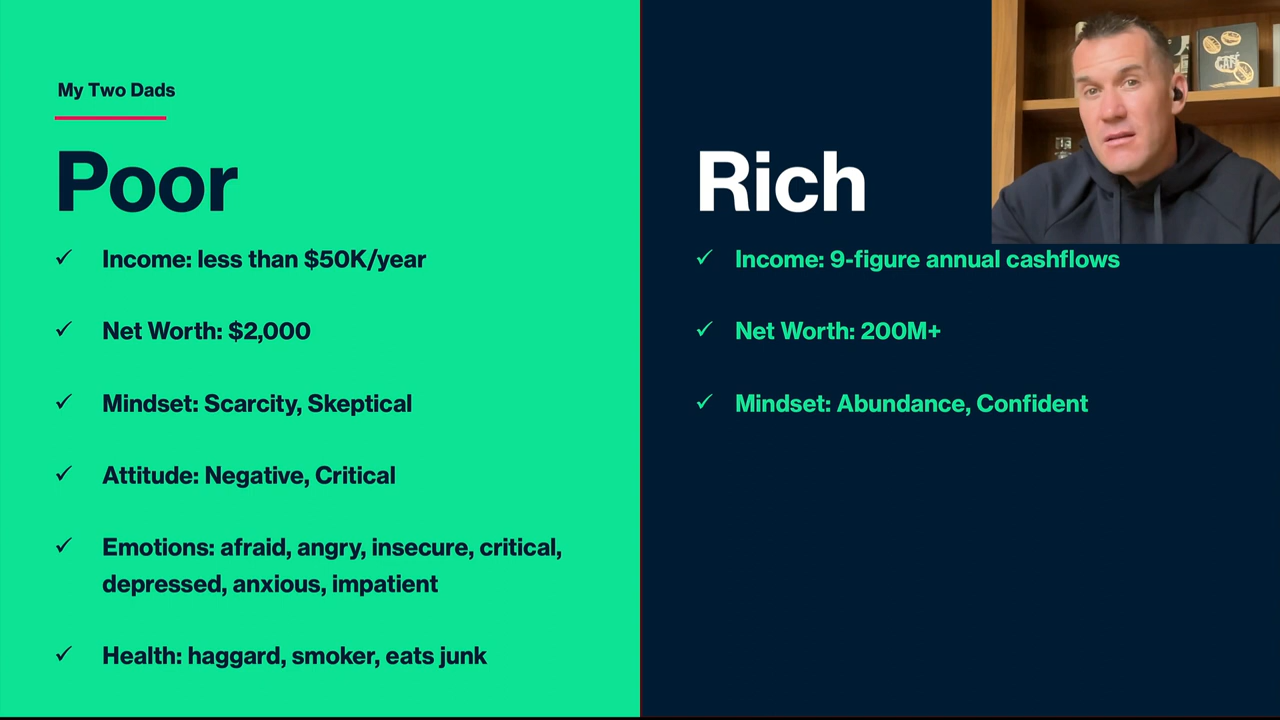 My Two Dads
Poor
✓ Income: less than $50K/year
✓ Net Worth: $2,000
✓ Mindset: Scarcity, Skeptical
✓ Attitude: Negative, Critical
✓ Emotions: afraid, angry, insecure, critical,
depressed, anxious, impatient
✓ Health: haggard, smoker, eats junk
Rich
✓ Income: 9-figure annual cashflows
✓ Net Worth: 200M+
✓ Mindset: Abundance, Confident